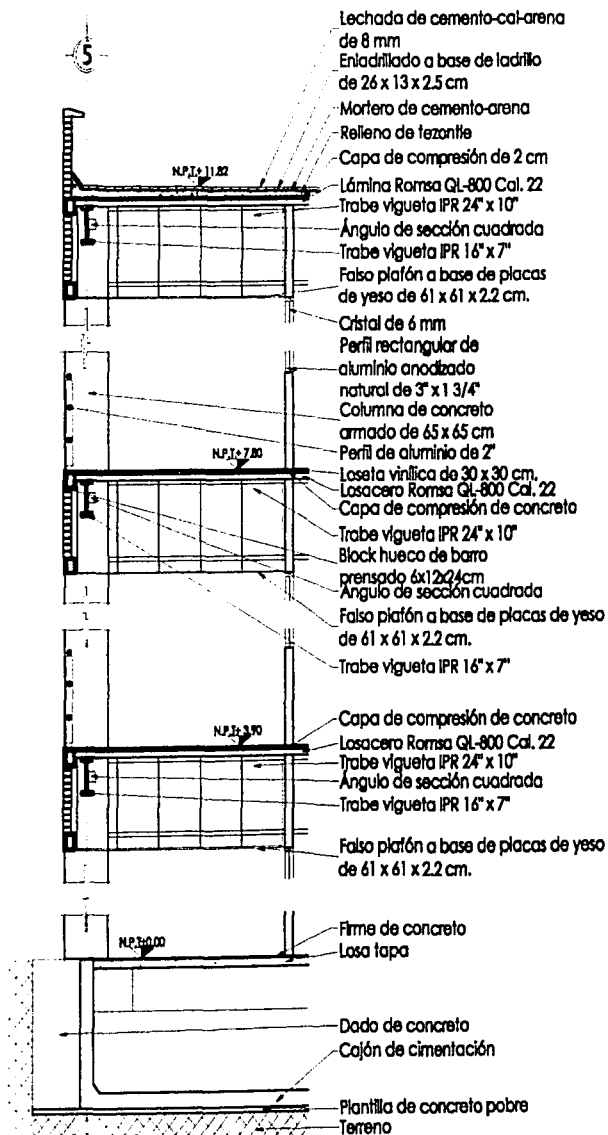 Lechada de cemento-cal-arena
de 8 mm
5
Enladrillado a base de ladrillo
de 26 x 13 x 2.5 cm
Mortero de cemento-arena
Relleno de tezontle
Capa de compresión de 2 cm
N.P.T.+11.82
Lámina Romsa QL-800 Cal. 22
Trabe vigueta IPR 24" x 10"
Ángulo de sección cuadrada
Trabe vigueta IPR 16" x 7"
Falso plafón a base de placas
de yeso de 61 x 61 x 2.2 cm.
Cristal de 6 mm
Perfil rectangular de
aluminio anodizado
natural de 3" x 1 3/4"
Columna de concreto
armado de 65 x 65 cm
Perfil de aluminio de 2"
N.P.T.+7.80
Loseta vinílica de 30 x 30 cm.
Losacero Romsa QL-800 Cal. 22
Capa de compresión de concreto
Trabe vigueta IPR 24" x 10"
Block hueco de barro
prensado 6x12x24cm
Angulo de sección cuadrada
Falso plafón a base de placas de yeso
de 61 x 61 x 2.2 cm.
Trabe vigueta IPR 16" x 7"
Capa de compresión de concreto
N.P.T.+3.90
Losacero Romsa QL-800 Cal. 22
Trabe vigueta IPR 24" x 10"
Ángulo de sección cuadrada
Trabe vigueta IPR 16" x 7"
Falso plafón a base de placas de yeso
de 61 x 61 x 2.2 cm.
Firme de concreto
N.P.T.±0.00
Losa tapa
Dado de concreto
Cajón de cimentación
Plantilla de concreto pobre
Terreno